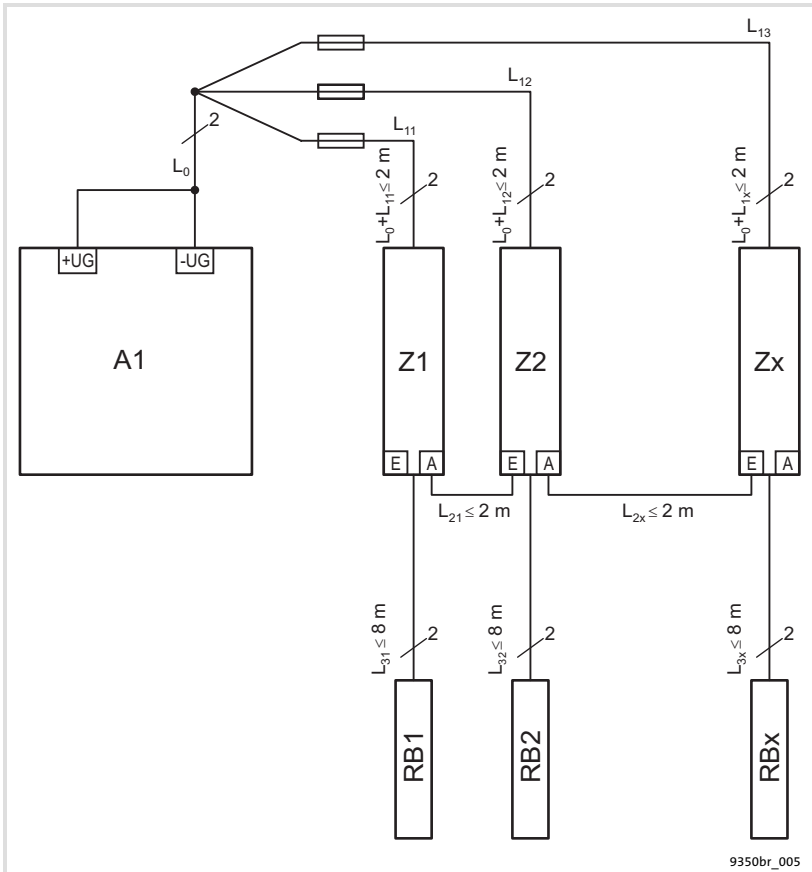 L13
L12
2
L11
L0
L0+L11≤ 2 m
2
L0+L12≤ 2 m
2
L0+L1x≤ 2 m
2
+UG
-UG
A1
Z1
Z2
Zx
E A
E A
E A
L21 ≤ 2 m
L2x ≤ 2 m
L31 ≤ 8 m
2
L32 ≤ 8 m
2
L3x ≤ 8 m
2
RB1
RB2
RBx
9350br_005